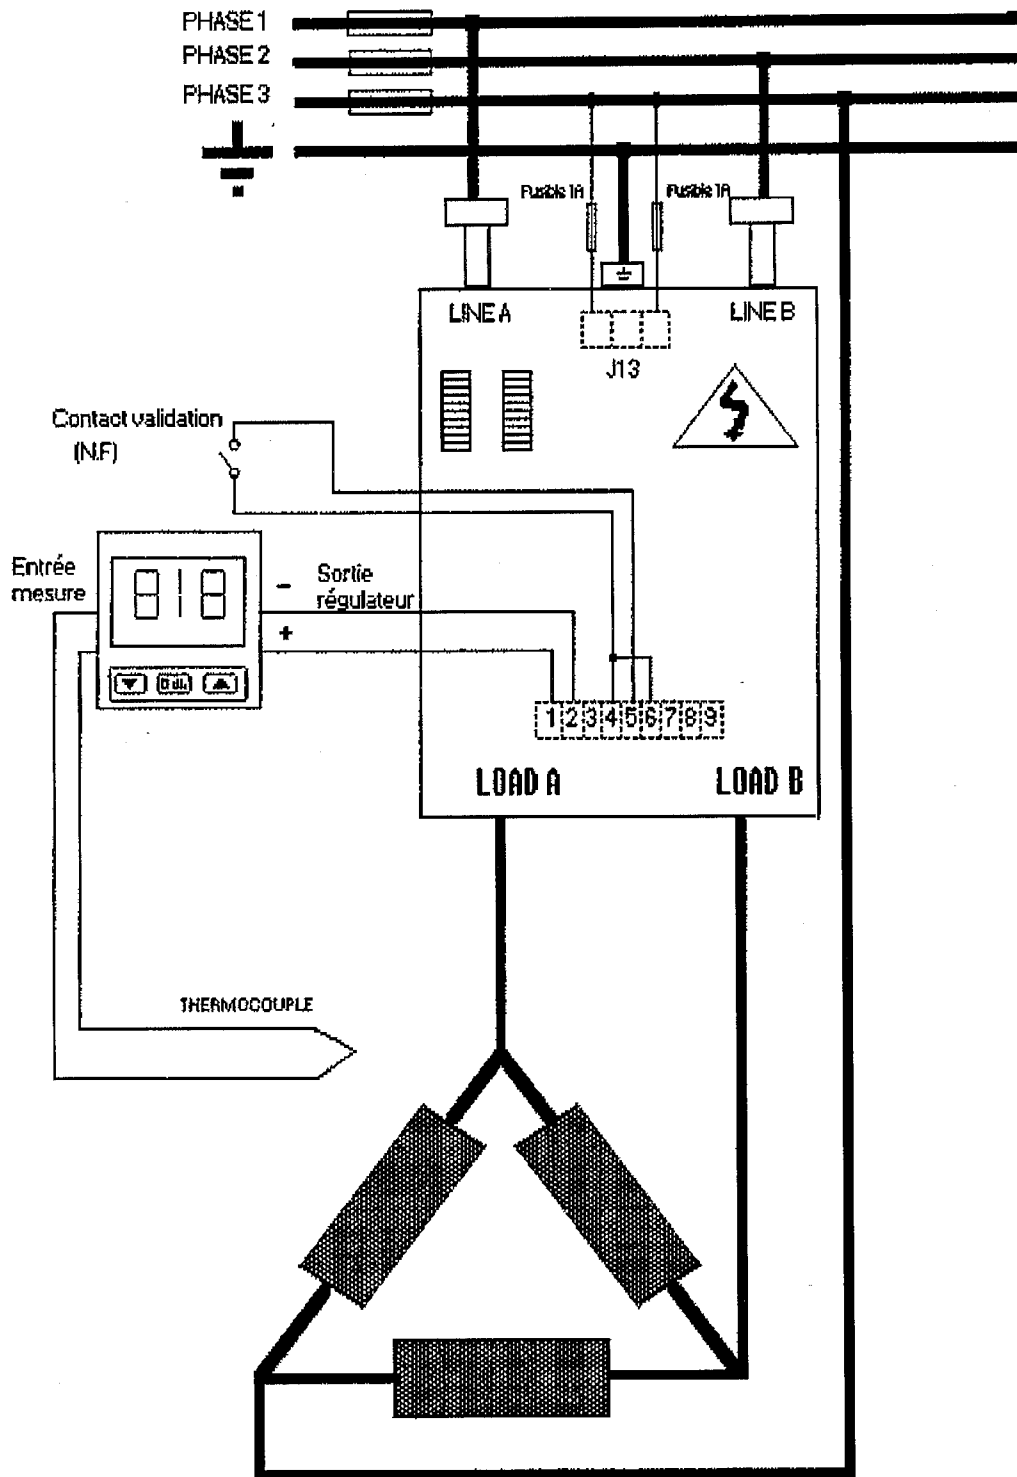 PHASE 1
PHASE 2
PHASE 3
Fusible 1A
Fusible 1A
LINE A
LINE B
J13
Contact validation
(N.F)
Entrée
mesure
-
Sortie
régulateur
+
1 2 3 4 5 6 7 8 9
LOAD A
LOAD B
THERMOCOUPLE